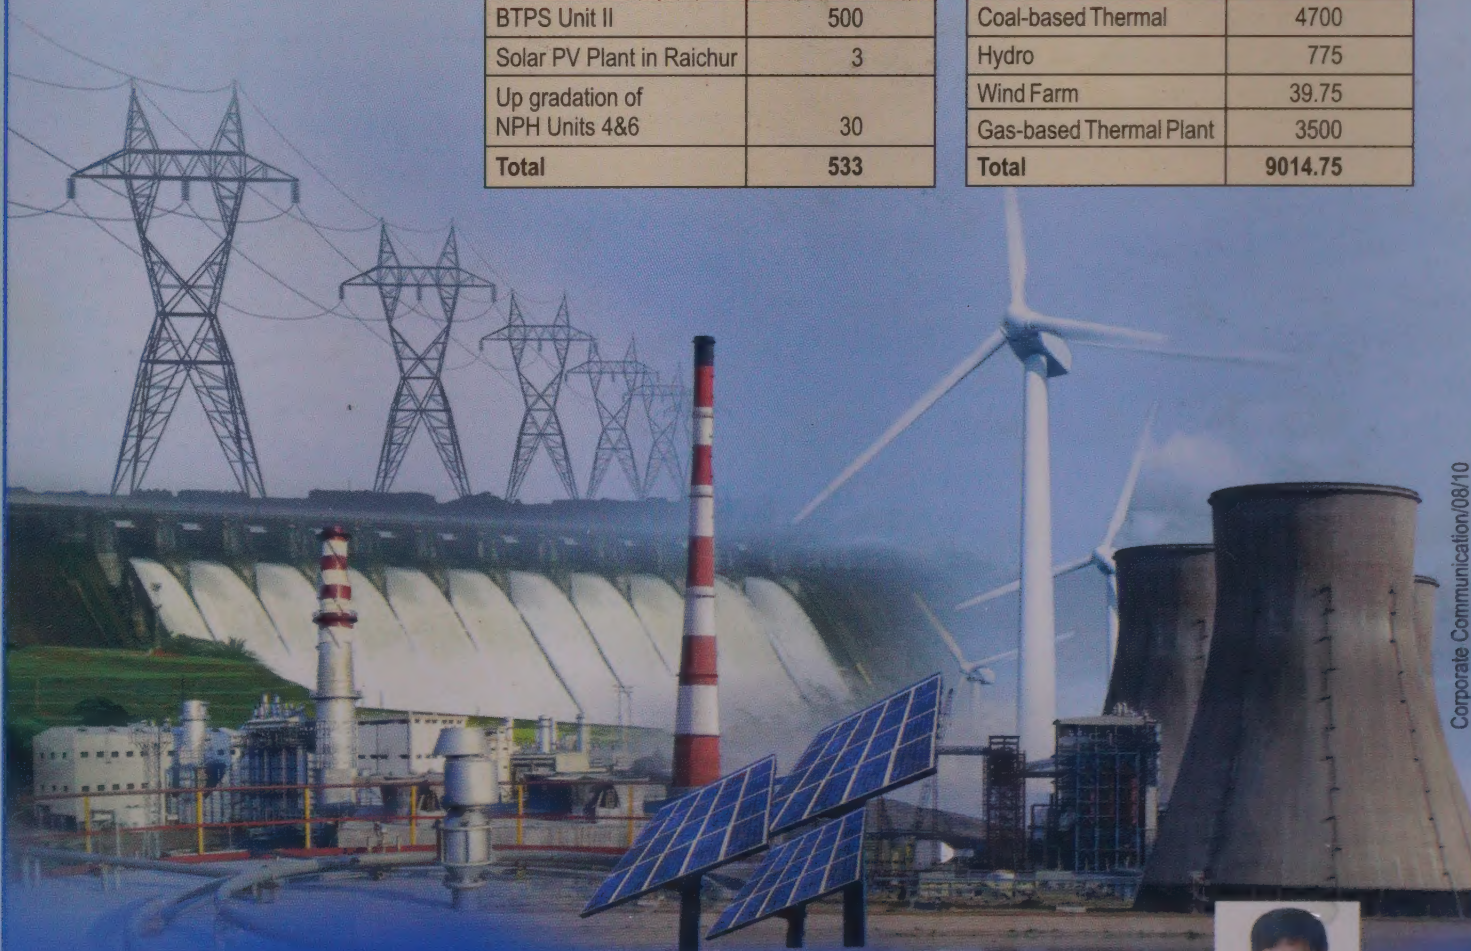 BTPS Unit II 500
Solar PV Plant in Raichur 3
Up gradation of
NPH Units 4&6 30
Total 533
Coal-based Thermal 4700
Hydro 775
Wind Farm 39.75
Gas-based Thermal Plant 3500
Total 9014.75
Corporate Communication/08/10